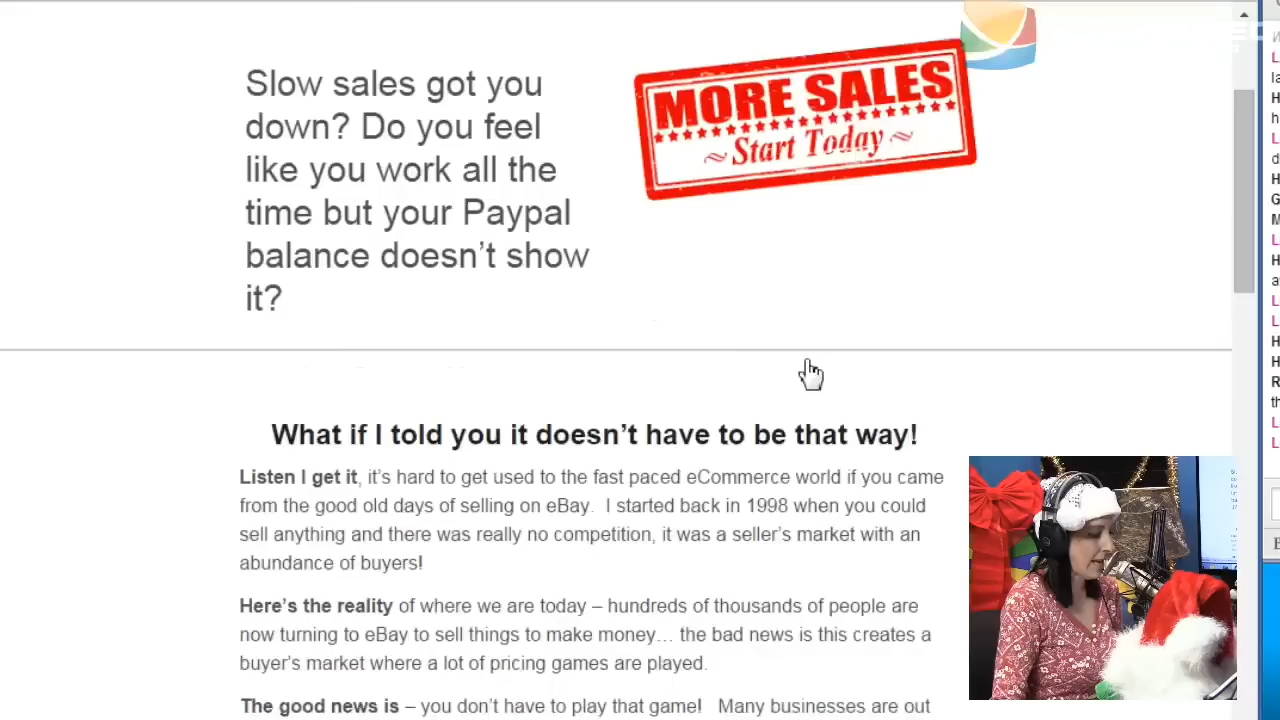 Slow sales got you
down? Do you feel
like you work all the
time but your Paypal
balance doesn’t show
it?
MORE SALES
~Start Today~
What if I told you it doesn’t have to be that way!
Listen I get it, it’s hard to get used to the fast paced eCommerce world if you came
from the good old days of selling on eBay. I started back in 1998 when you could
sell anything and there was really no competition, it was a seller’s market with an
abundance of buyers!
Here’s the reality of where we are today – hundreds of thousands of people are
now turning to eBay to sell things to make money… the bad news is this creates a
buyer’s market where a lot of pricing games are played.
The good news is – you don’t have to play that game! Many businesses are out